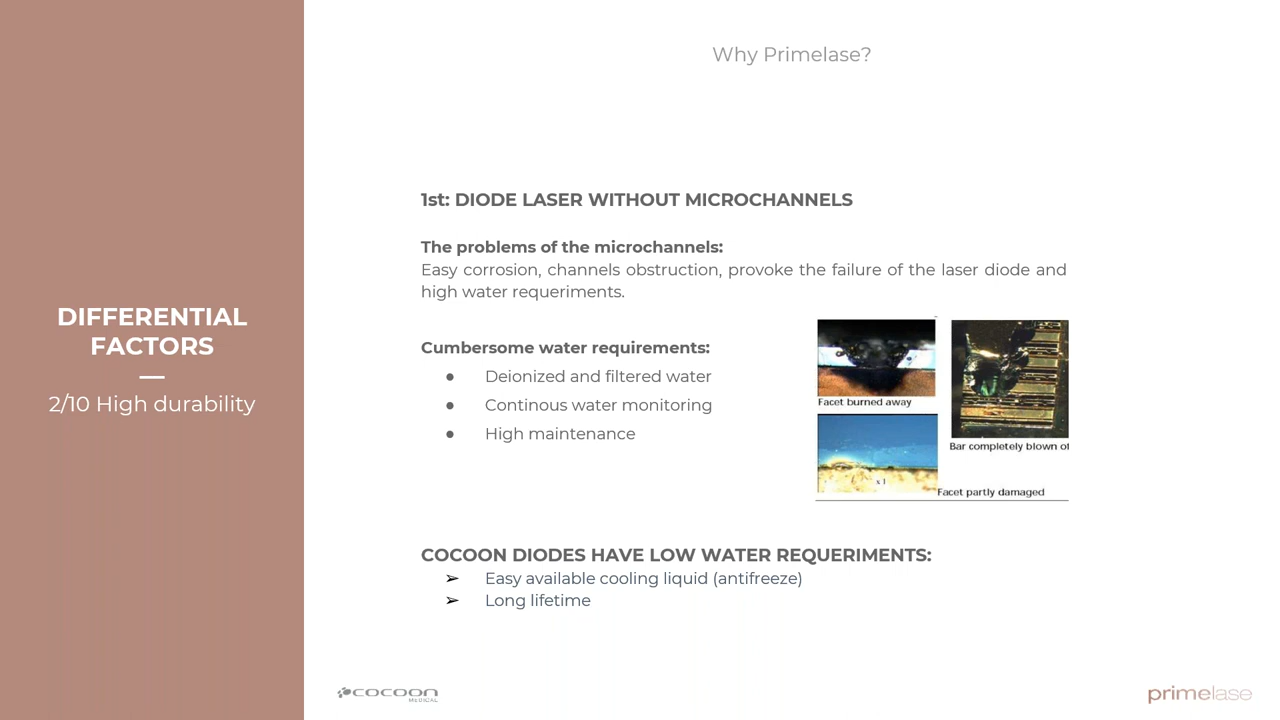 Why Primelase?
DIFFERENTIAL
FACTORS
2/10 High durability
1st: DIODE LASER WITHOUT MICROCHANNELS
The problems of the microchannels:
Easy corrosion, channels obstruction, provoke the failure of the laser diode and
high water requeriments.
Cumbersome water requirements:
● Deionized and filtered water
● Continous water monitoring
● High maintenance
Facet burned away
Bar completely blown of
x1
Facet partly damaged
COCOON DIODES HAVE LOW WATER REQUERIMENTS:
➢ Easy available cooling liquid (antifreeze)
➢ Long lifetime
COCOON
MEDICAL
primelase